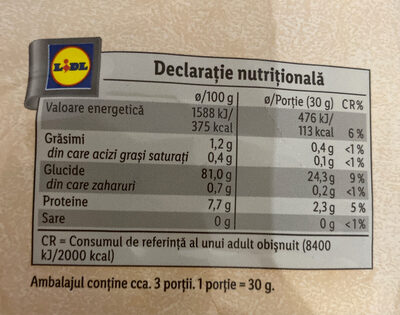 LIDL
Declarație nutrițională
ø/100 g ø/Porție (30 g) CR%
Valoare energetică 1588 kJ/ 476 kJ/
375 kcal 113 kcal 6 %
Grăsimi 1,2 g 0,4 g <1 %
din care acizi grași saturați 0,4 g 0,1 g <1 %
Glucide 81,0 g 24,3 g 9 %
din care zaharuri 0,7 g 0,2 g <1 %
Proteine 7,7 g 2,3 g 5 %
Sare 0 g 0 g <1 %
CR = Consumul de referință al unui adult obișnuit (8400
kJ/2000 kcal)
Ambalajul conține cca. 3 porții. 1 porție = 30 g.